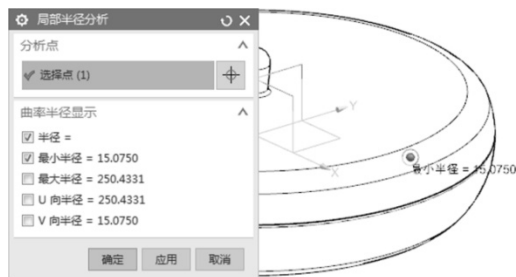 局部半径分析
分析点
选择点 (1)
曲率半径显示
半径 =
最小半径 = 15.0750
最大半径 = 250.4331
U 向半径 = 250.4331
V 向半径 = 15.0750
确定 应用 取消
Y
X
最小半径 = 15.0750